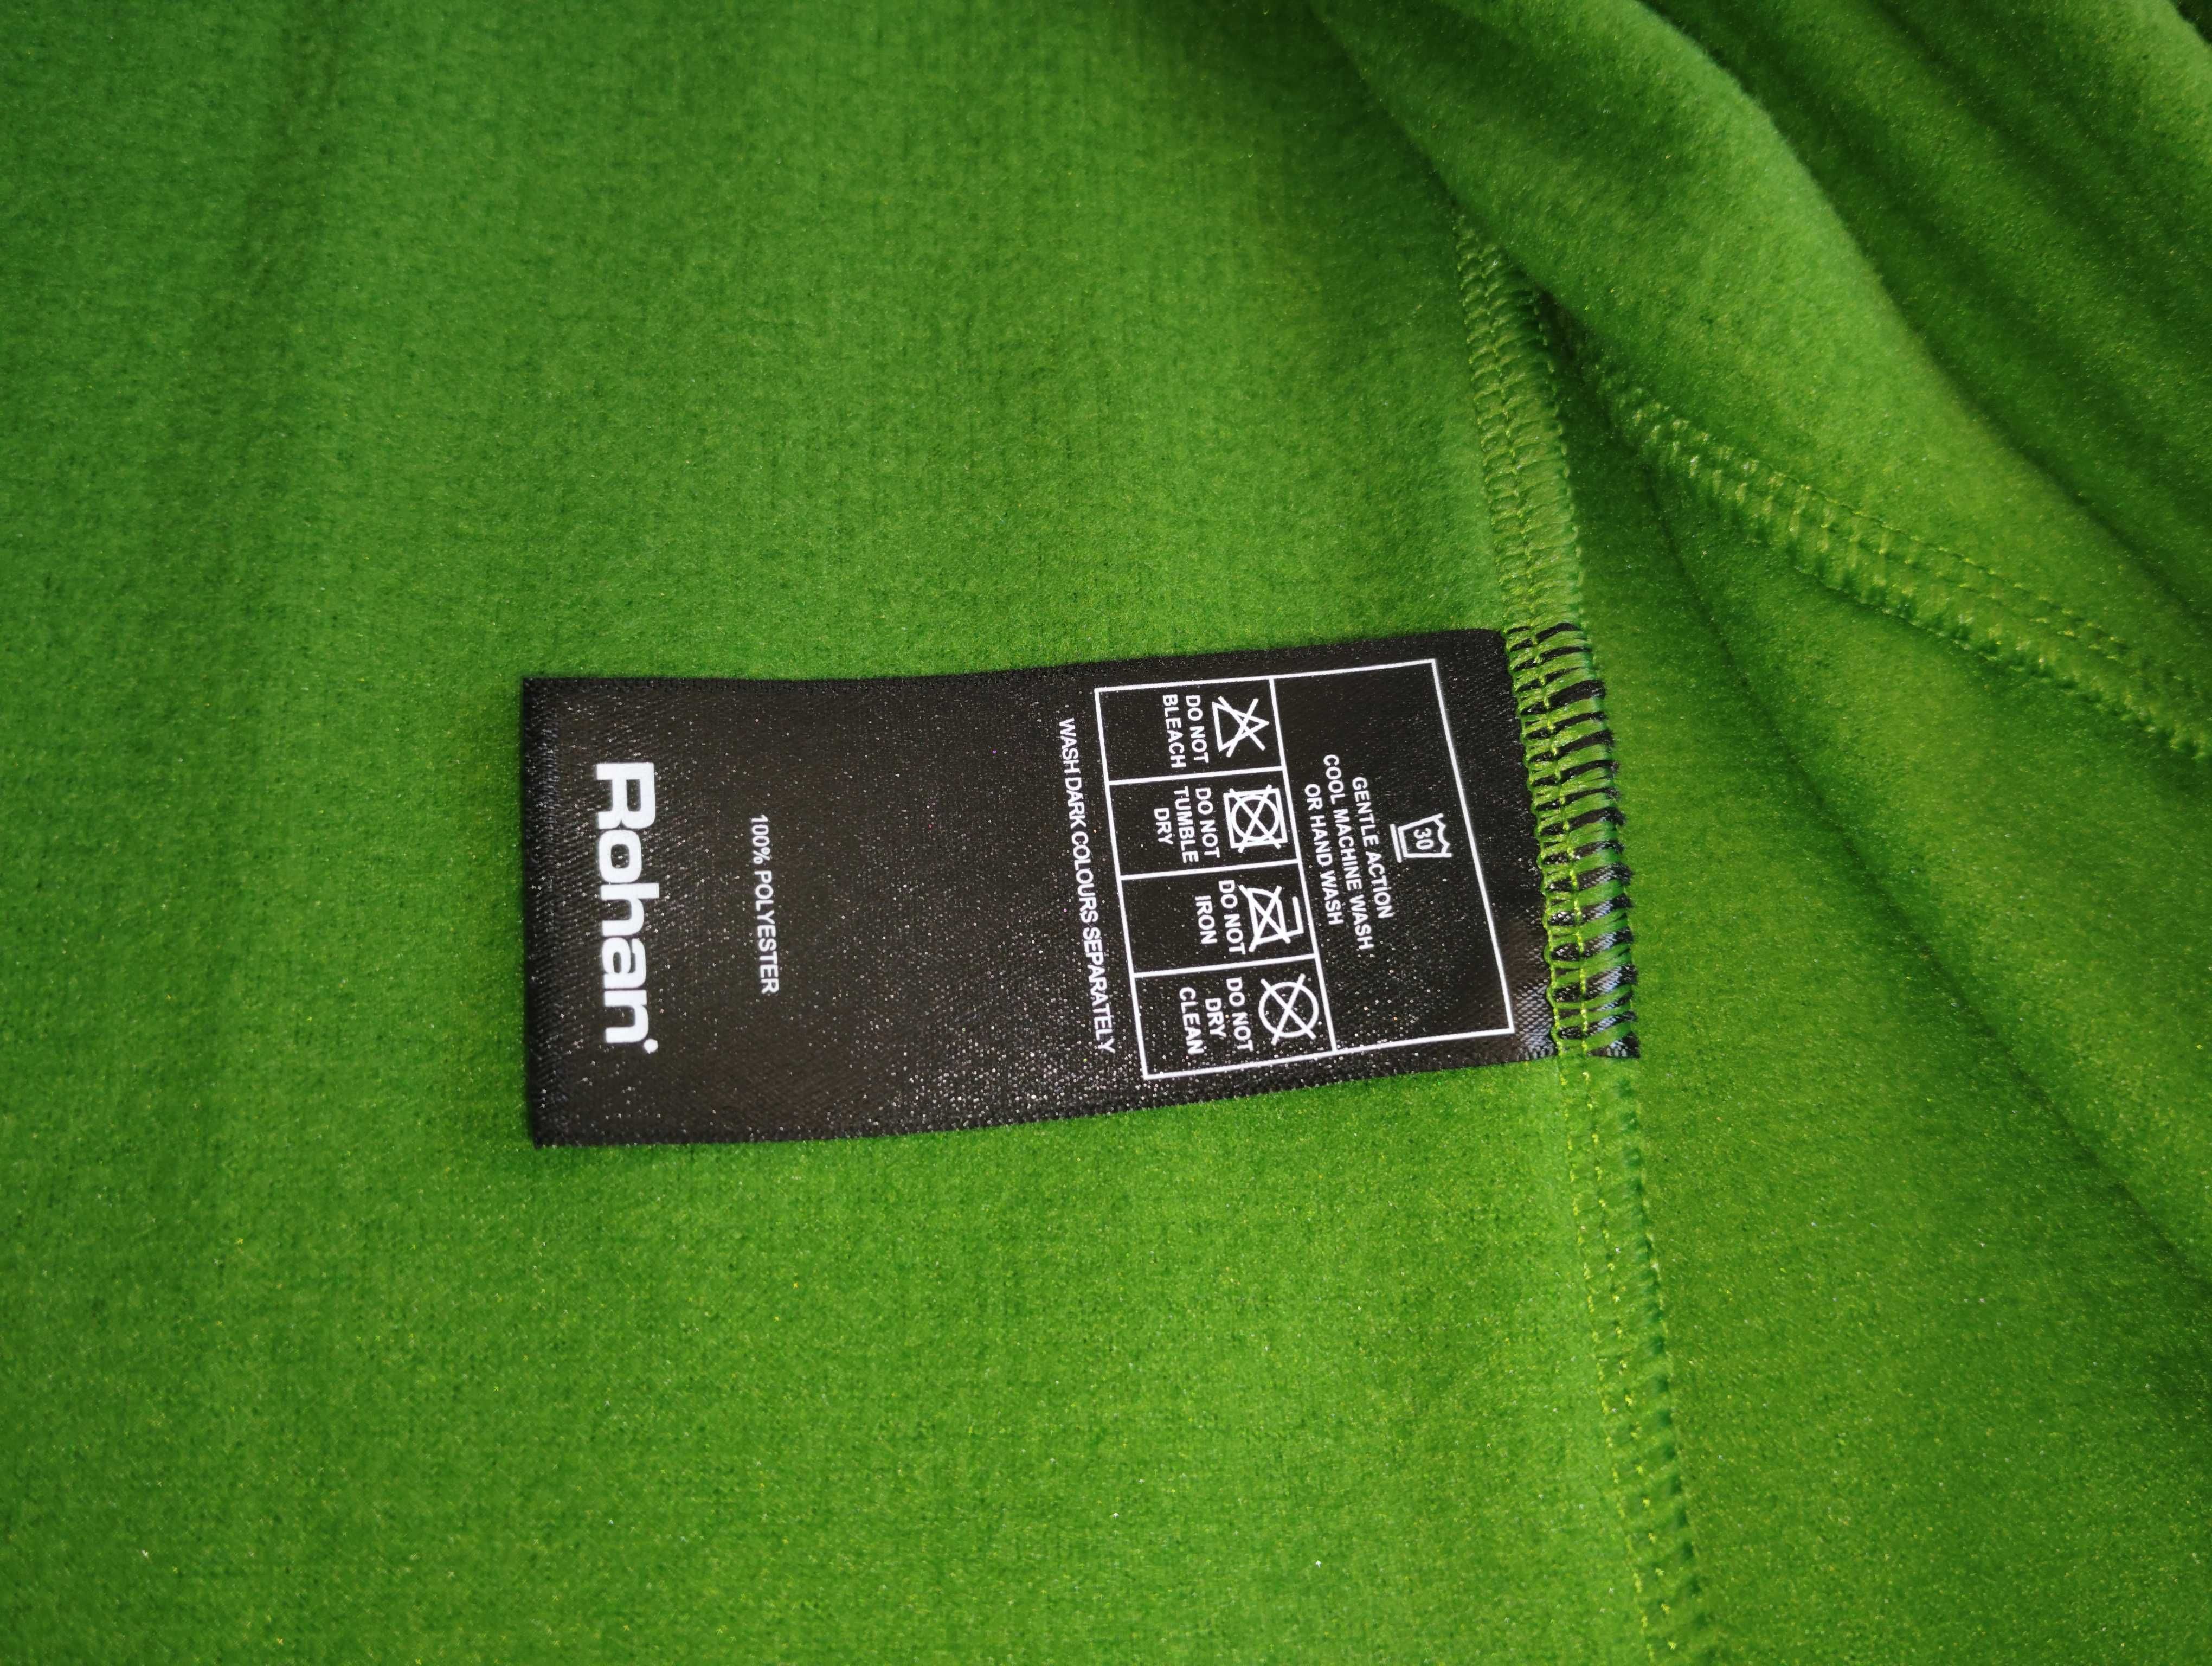 30
GENTLE ACTION
COOL MACHINE WASH
OR HAND WASH
DO NOT
BLEACH
DO NOT
TUMBLE
DRY
DO NOT
IRON
DO NOT
DRY
CLEAN
WASH DARK COLOURS SEPARATELY
100% POLYESTER
Rohan